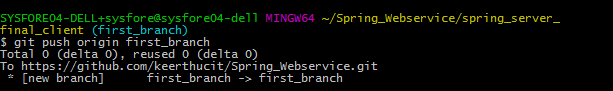 SYSFORE04-DELL+sysfore@sysfore04-dell MINGW64 ~/Spring_Webservice/spring_server_
final_client (first_branch)
$ git push origin first_branch
Total 0 (delta 0), reused 0 (delta 0)
To https://github.com/keerthucit/Spring_Webservice.git
 * [new branch]      first_branch -> first_branch